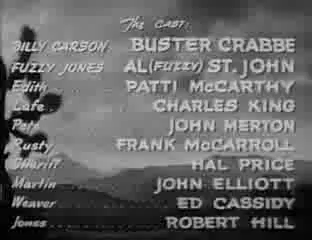 The CAST:
BILLY CARSON BUSTER CRABBE
FUZZY JONES AL (FUZZY) ST. JOHN
Edith PATTI McCARTHY
Lafe CHARLES KING
Pete JOHN MERTON
Rusty FRANK McCARROLL
Sheriff HAL PRICE
Martin JOHN ELLIOTT
Weaver ED CASSIDY
Jones ROBERT HILL